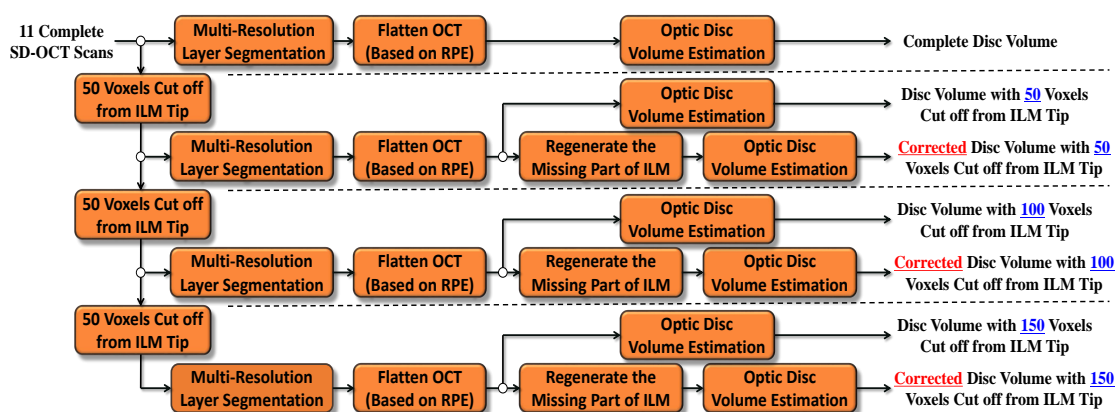 11 Complete
SD-OCT Scans
Multi-Resolution
Layer Segmentation
Flatten OCT
(Based on RPE)
Optic Disc
Volume Estimation
Complete Disc Volume
50 Voxels Cut off
from ILM Tip
Optic Disc
Volume Estimation
Disc Volume with 50 Voxels
Cut off from ILM Tip
Multi-Resolution
Layer Segmentation
Flatten OCT
(Based on RPE)
Regenerate the
Missing Part of ILM
Optic Disc
Volume Estimation
Corrected Disc Volume with 50
Voxels Cut off from ILM Tip
50 Voxels Cut off
from ILM Tip
Optic Disc
Volume Estimation
Disc Volume with 100 Voxels
Cut off from ILM Tip
Multi-Resolution
Layer Segmentation
Flatten OCT
(Based on RPE)
Regenerate the
Missing Part of ILM
Optic Disc
Volume Estimation
Corrected Disc Volume with 100
Voxels Cut off from ILM Tip
50 Voxels Cut off
from ILM Tip
Optic Disc
Volume Estimation
Disc Volume with 150 Voxels
Cut off from ILM Tip
Multi-Resolution
Layer Segmentation
Flatten OCT
(Based on RPE)
Regenerate the
Missing Part of ILM
Optic Disc
Volume Estimation
Corrected Disc Volume with 150
Voxels Cut off from ILM Tip